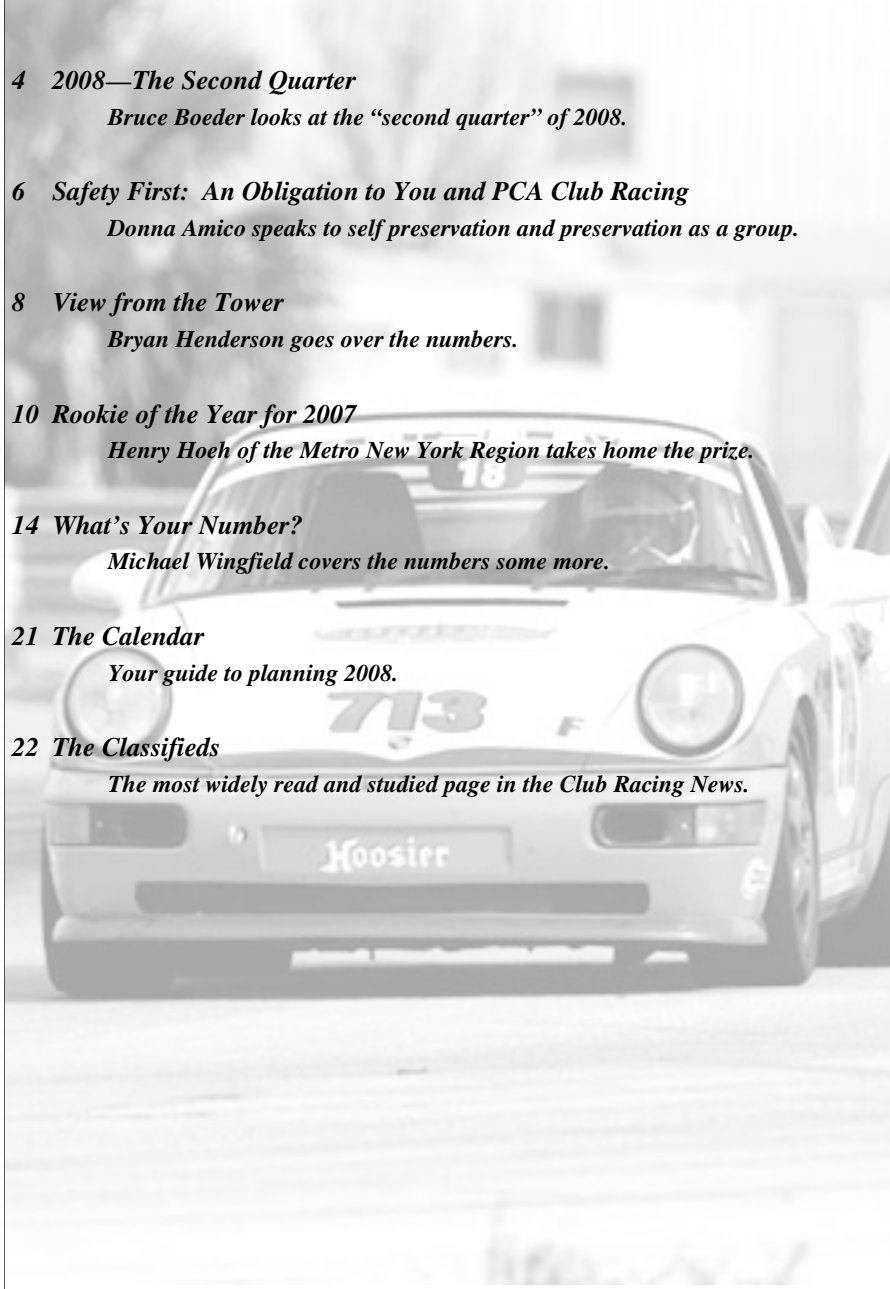 4 2008—The Second Quarter
Bruce Boeder looks at the “second quarter” of 2008.
6 Safety First: An Obligation to You and PCA Club Racing
Donna Amico speaks to self preservation and preservation as a group.
8 View from the Tower
Bryan Henderson goes over the numbers.
10 Rookie of the Year for 2007
Henry Hoeh of the Metro New York Region takes home the prize.
18
14 What’s Your Number?
Michael Wingfield covers the numbers some more.
21 The Calendar
Your guide to planning 2008.
713 F
22 The Classifieds
The most widely read and studied page in the Club Racing News.
Hoosier